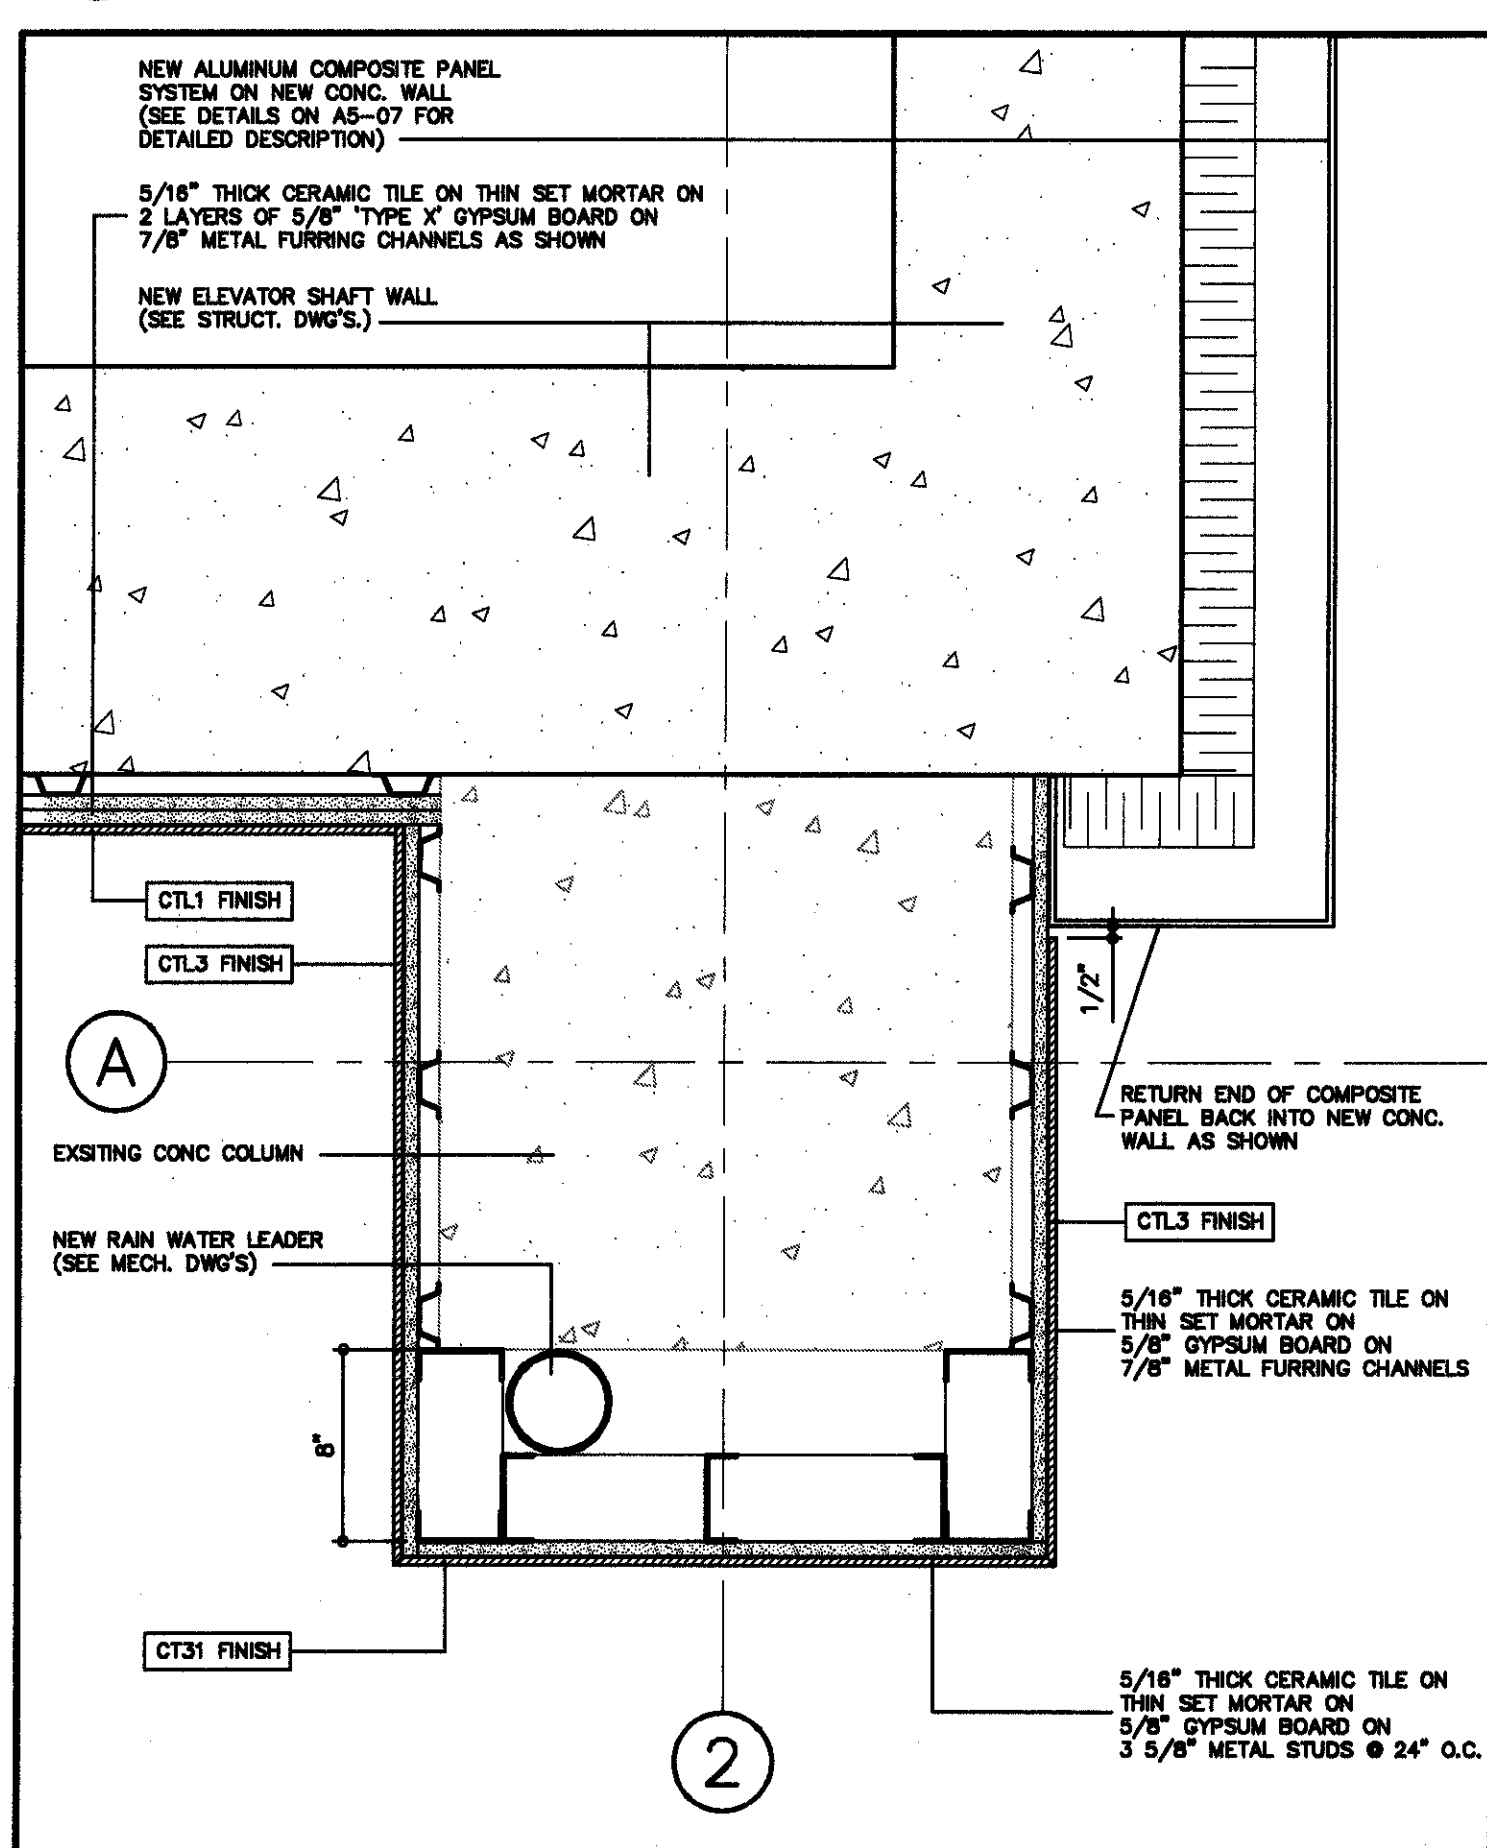 NEW ALUMINUM COMPOSITE PANEL
SYSTEM ON NEW CONC. WALL
(SEE DETAILS ON A5-07 FOR
DETAILED DESCRIPTION)
5/16" THICK CERAMIC TILE ON THIN SET MORTAR ON
2 LAYERS OF 5/8" 'TYPE X' GYPSUM BOARD ON
7/8" METAL FURRING CHANNELS AS SHOWN
NEW ELEVATOR SHAFT WALL
(SEE STRUCT. DWG'S.)
CTL1 FINISH
CTL3 FINISH
1/2"
A
RETURN END OF COMPOSITE
PANEL BACK INTO NEW CONC.
WALL AS SHOWN
EXSITING CONC COLUMN
CTL3 FINISH
NEW RAIN WATER LEADER
(SEE MECH. DWG'S)
5/16" THICK CERAMIC TILE ON
THIN SET MORTAR ON
5/8" GYPSUM BOARD ON
7/8" METAL FURRING CHANNELS
8"
CT31 FINISH
5/16" THICK CERAMIC TILE ON
THIN SET MORTAR ON
5/8" GYPSUM BOARD ON
3 5/8" METAL STUDS @ 24" O.C.
2